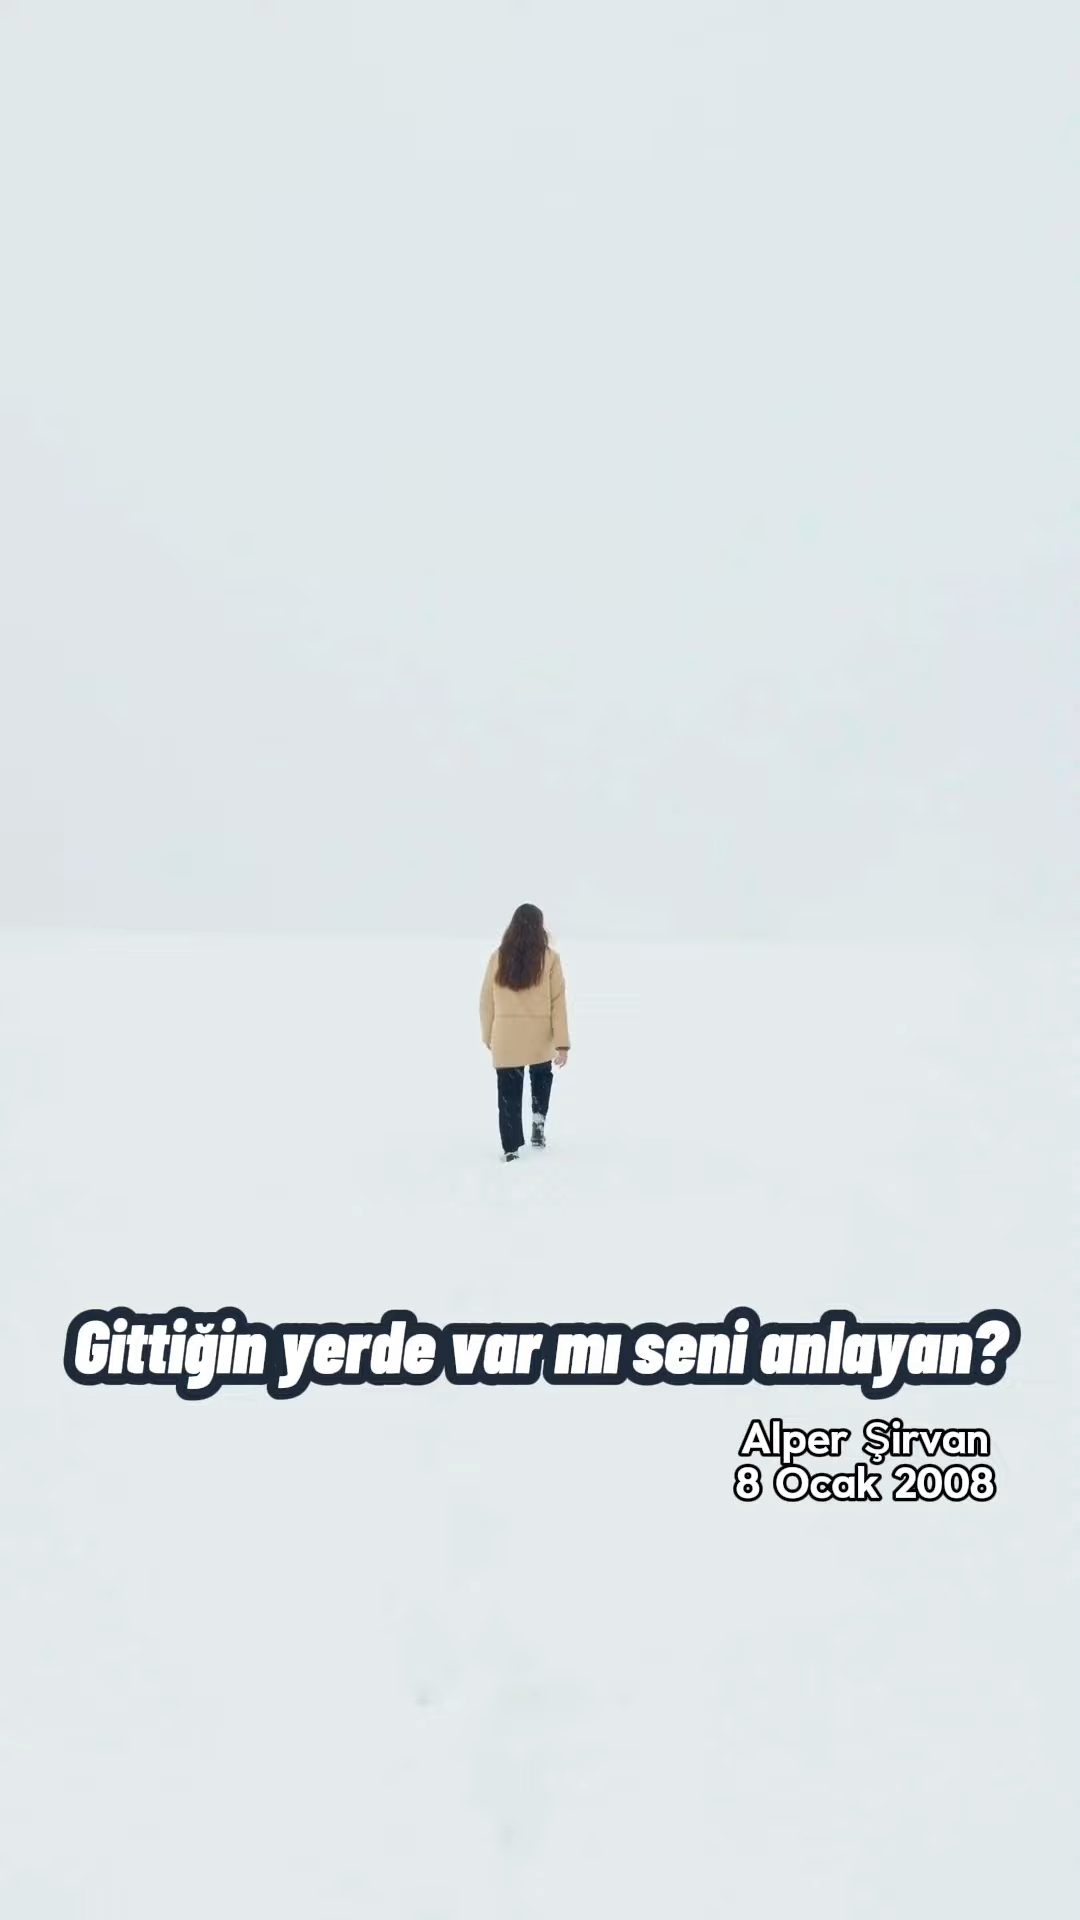 Gittiğin yerde var mı seni anlayan?
Alper Şirvan
8 Ocak 2008